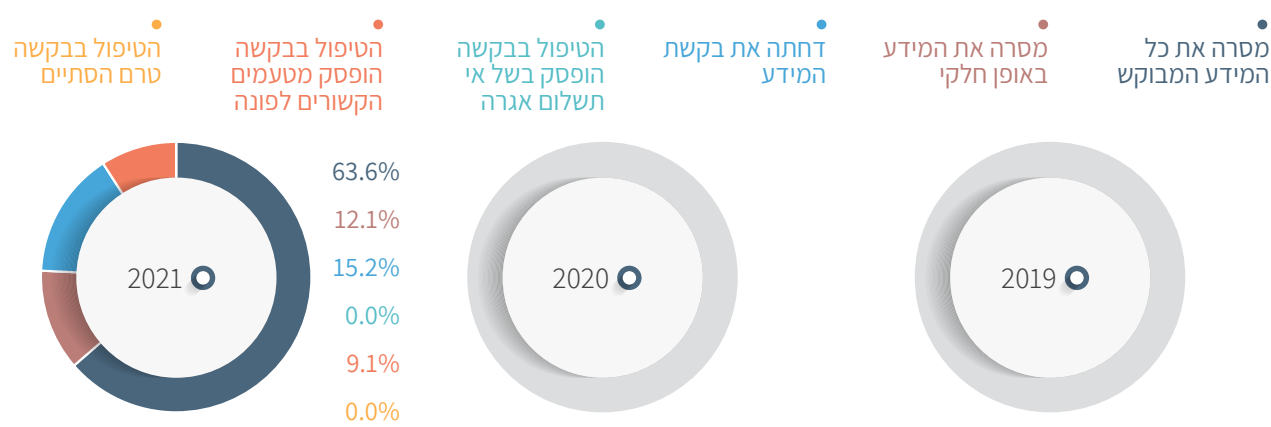 מסרה את כל
המידע המבוקש
מסרה את המידע
באופן חלקי
דחתה את בקשת
המידע
הטיפול בבקשה
הופסק בשל אי
תשלום אגרה
הטיפול בבקשה
הופסק מטעמים
הקשורים לפונה
הטיפול בבקשה
טרם הסתיים
2019
2020
2021
63.6%
12.1%
15.2%
0.0%
9.1%
0.0%